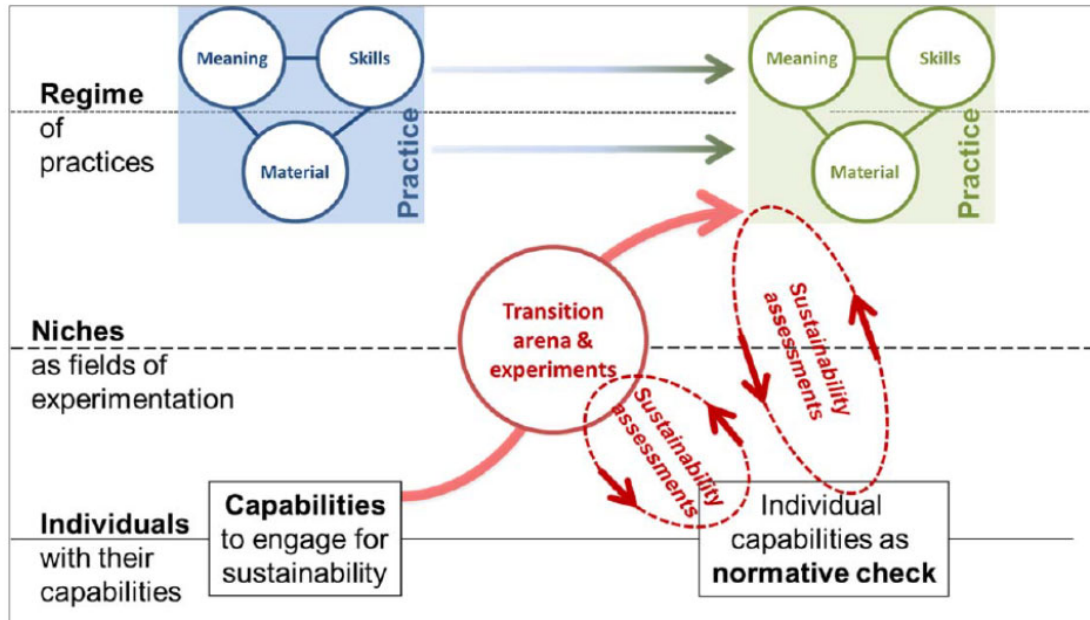 Regime
of
practices
Meaning
Skills
Material
Practice
Meaning
Skills
Material
Practice
Niches
as fields of
experimentation
Transition
arena &
experiments
Sustainability
assessments
Sustainability
assessments
Individuals
with their
capabilities
Capabilities
to engage for
sustainability
Individual
capabilities as
normative check